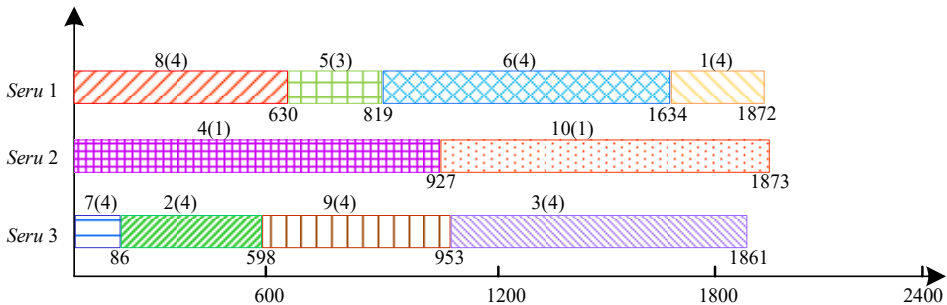 8(4) 5(3) 6(4) 1(4)
Seru 1
630 819 1634 1872
4(1) 10(1)
Seru 2
927 1873
7(4) 2(4) 9(4) 3(4)
Seru 3
86 598 953 1861
600 1200 1800 2400